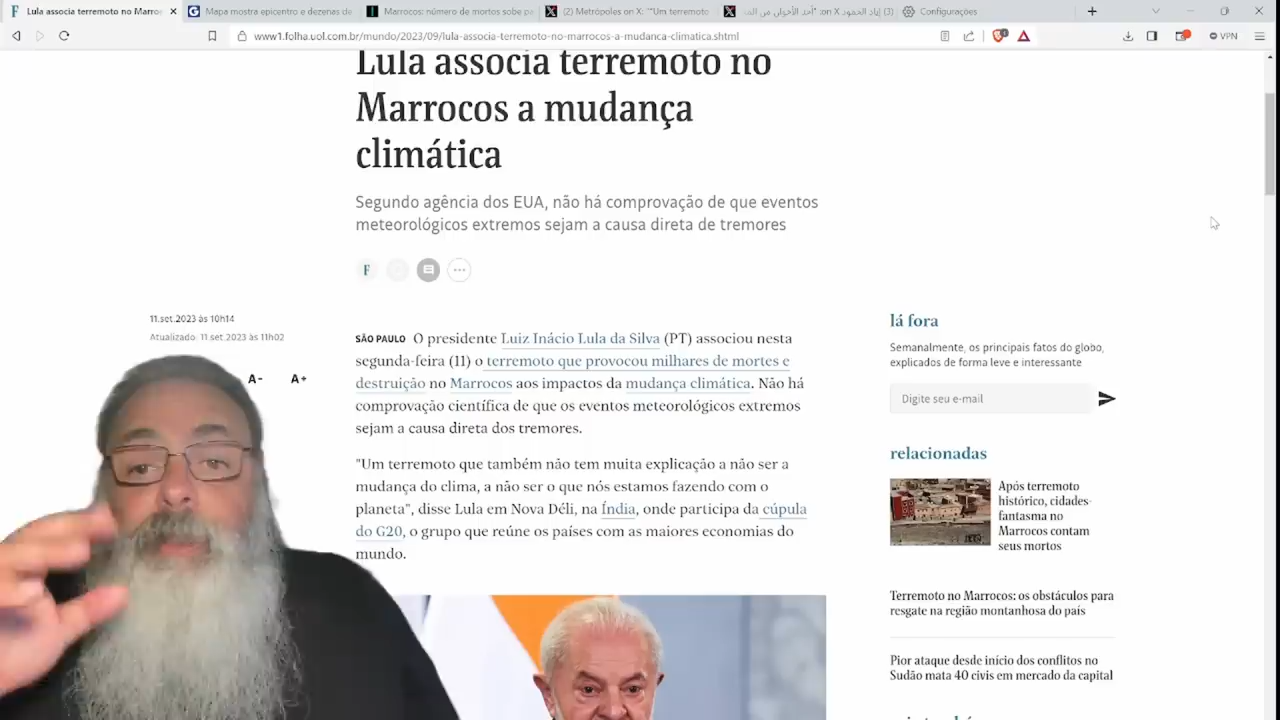 Lula associa terremoto no Marroc
Mapa mostra epicentro e dezenas de
Marrocos: número de mortos sobe pa
(2) Metrópoles on X: "“Um terremoto
Configurações
www1.folha.uol.com.br/mundo/2023/09/lula-associa-terremoto-no-marrocos-a-mudanca-climatica.shtml
VPN
Lula associa terremoto no
Marrocos a mudança
climática
Segundo agência dos EUA, não há comprovação de que eventos
meteorológicos extremos sejam a causa direta de tremores
F
11.set.2023 às 10h14
Atualizado: 11.set.2023 às 11h02
A- A+
SÃO PAULO O presidente Luiz Inácio Lula da Silva (PT) associou nesta
segunda-feira (11) o terremoto que provocou milhares de mortes e
destruição no Marrocos aos impactos da mudança climática. Não há
comprovação científica de que os eventos meteorológicos extremos
sejam a causa direta dos tremores.
"Um terremoto que também não tem muita explicação a não ser a
mudança do clima, a não ser o que nós estamos fazendo com o
planeta", disse Lula em Nova Déli, na Índia, onde participa da cúpula
do G20, o grupo que reúne os países com as maiores economias do
mundo.
lá fora
Semanalmente, os principais fatos do globo,
explicados de forma leve e interessante
Digite seu e-mail
relacionadas
Após terremoto
histórico, cidades-
fantasma no
Marrocos contam
seus mortos
Terremoto no Marrocos: os obstáculos para
resgate na região montanhosa do país
Pior ataque desde início dos conflitos no
Sudão mata 40 civis em mercado da capital